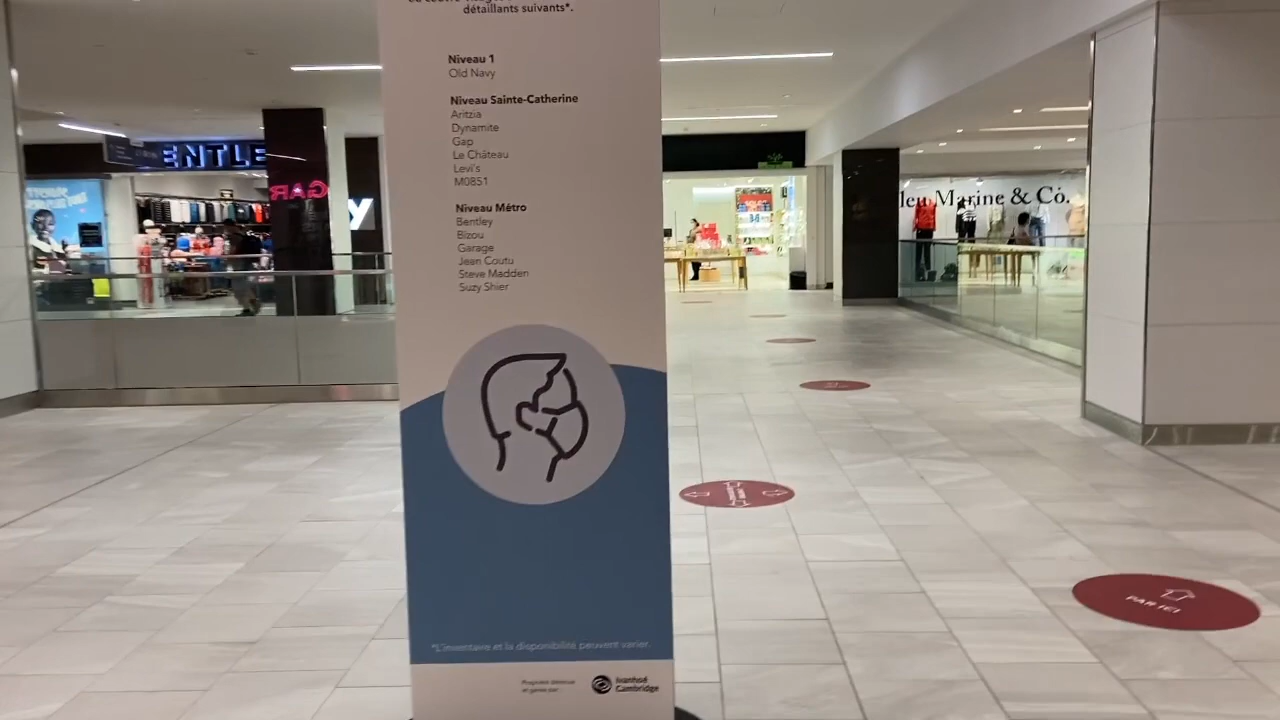 détaillants suivants*.
Niveau 1
Old Navy
Niveau Sainte-Catherine
Aritzia
Dynamite
Gap
Le Château
Levi's
M0851
Niveau Métro
Bentley
Bizou
Garage
Jean Coutu
Steve Madden
Suzy Shier
*L'inventaire et la disponibilité peuvent varier.
Ivanhoé
Cambridge
ENTLE
GAR
y
leu Marine & Co.
PAR ICI